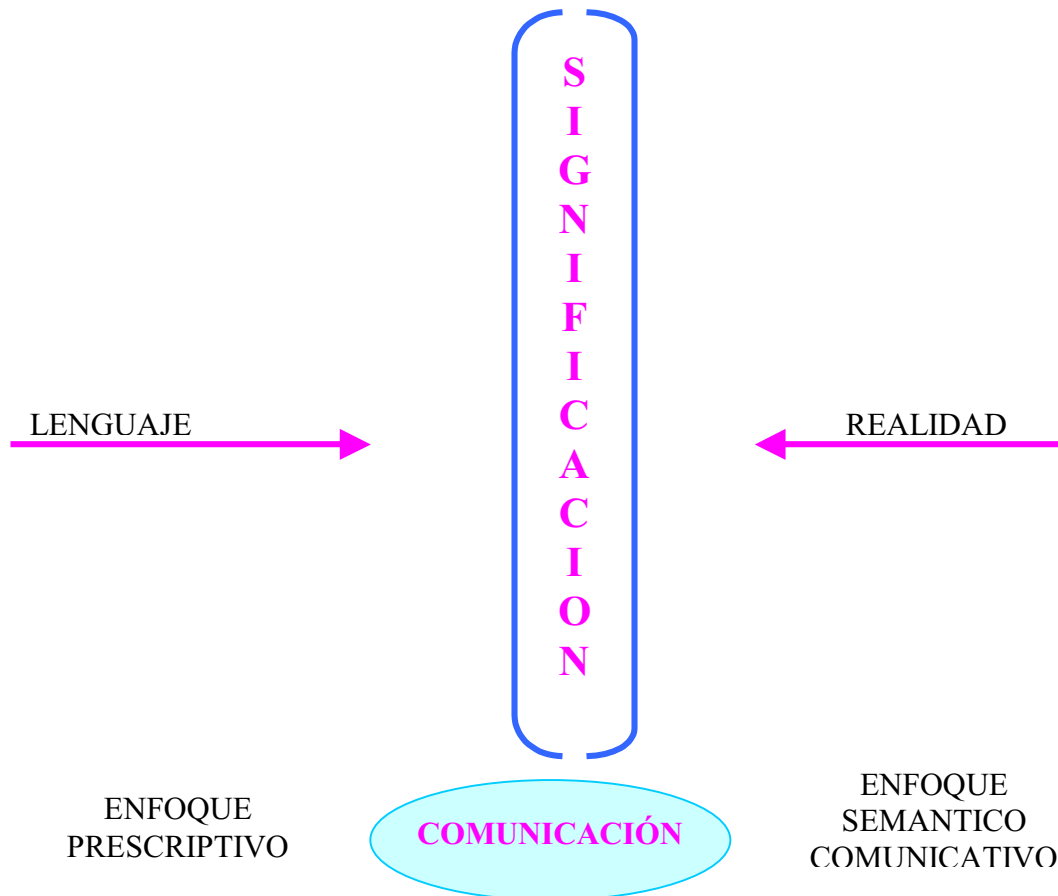 S
I
G
N
I
F
I
C
A
C
I
O
N
LENGUAJE
REALIDAD
ENFOQUE
PRESCRIPTIVO
COMUNICACIÓN
ENFOQUE
SEMANTICO
COMUNICATIVO